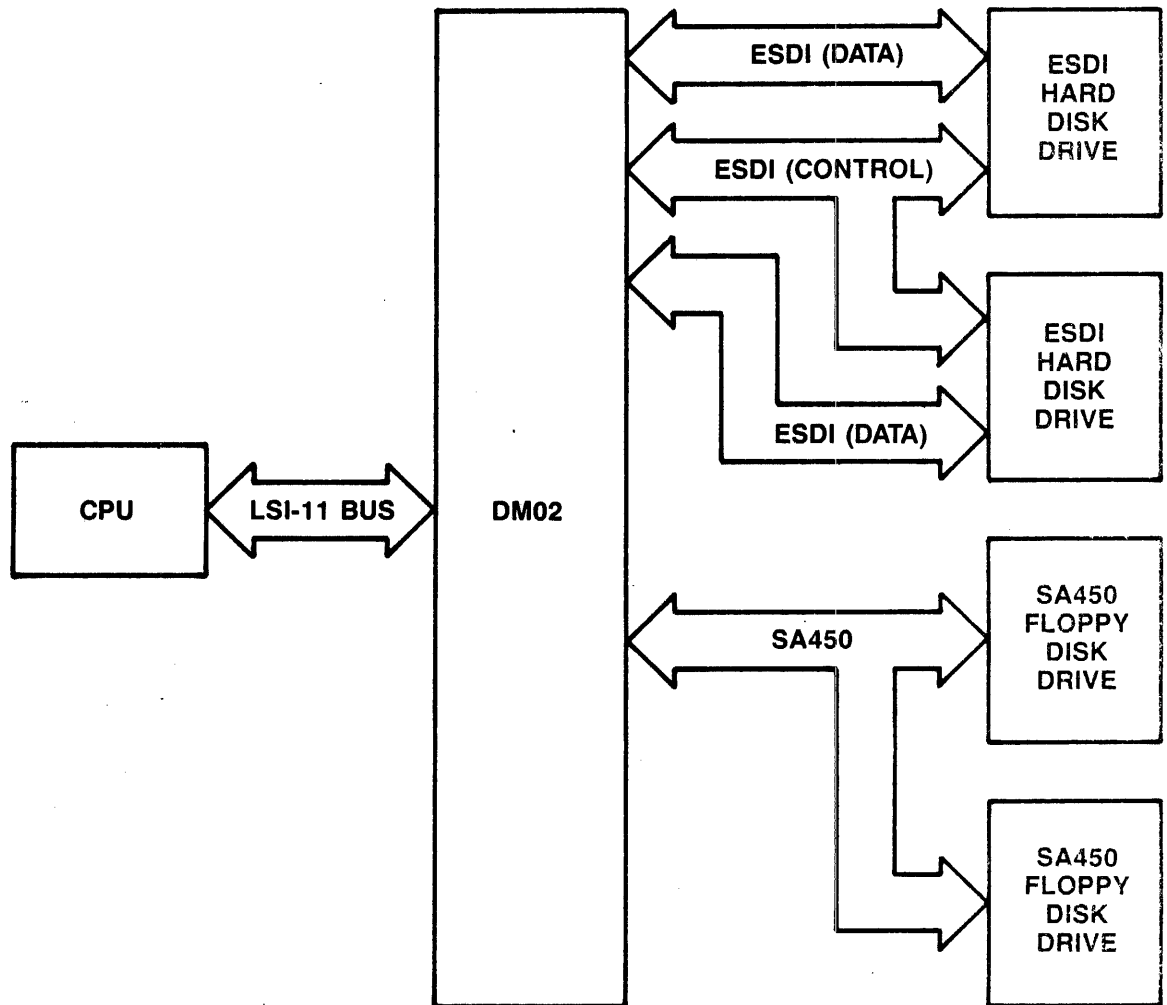 ESDI (DATA)
ESDI
HARD
DISK
DRIVE
ESDI (CONTROL)
ESDI
HARD
DISK
DRIVE
ESDI (DATA)
CPU
LSI-11 BUS
DM02
SA450
FLOPPY
DISK
DRIVE
SA450
SA450
FLOPPY
DISK
DRIVE